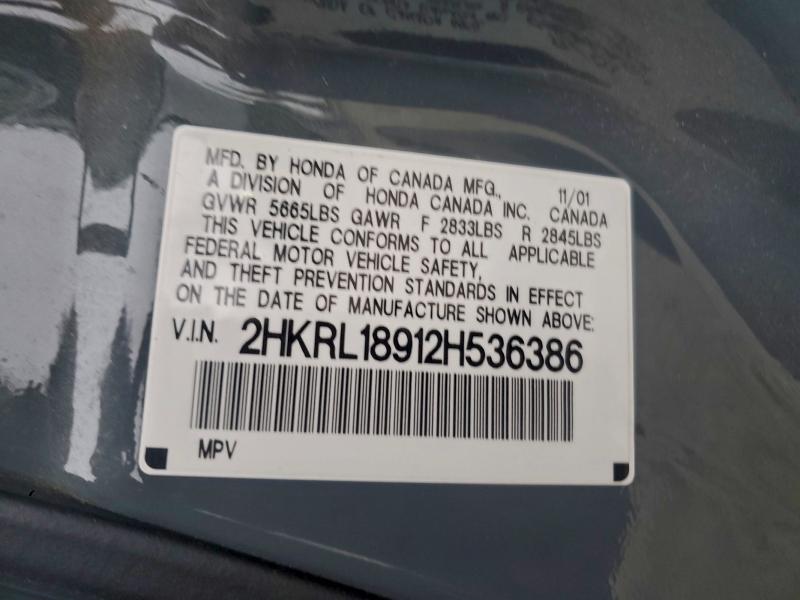 MFD. BY HONDA OF CANADA MFG., 11/01
A DIVISION OF HONDA CANADA INC. CANADA
GVWR 5665LBS GAWR F 2833LBS R 2845LBS
THIS VEHICLE CONFORMS TO ALL APPLICABLE
FEDERAL MOTOR VEHICLE SAFETY,
AND THEFT PREVENTION STANDARDS IN EFFECT
ON THE DATE OF MANUFACTURE SHOWN ABOVE:
V.I.N. 2HKRL18912H536386
MPV